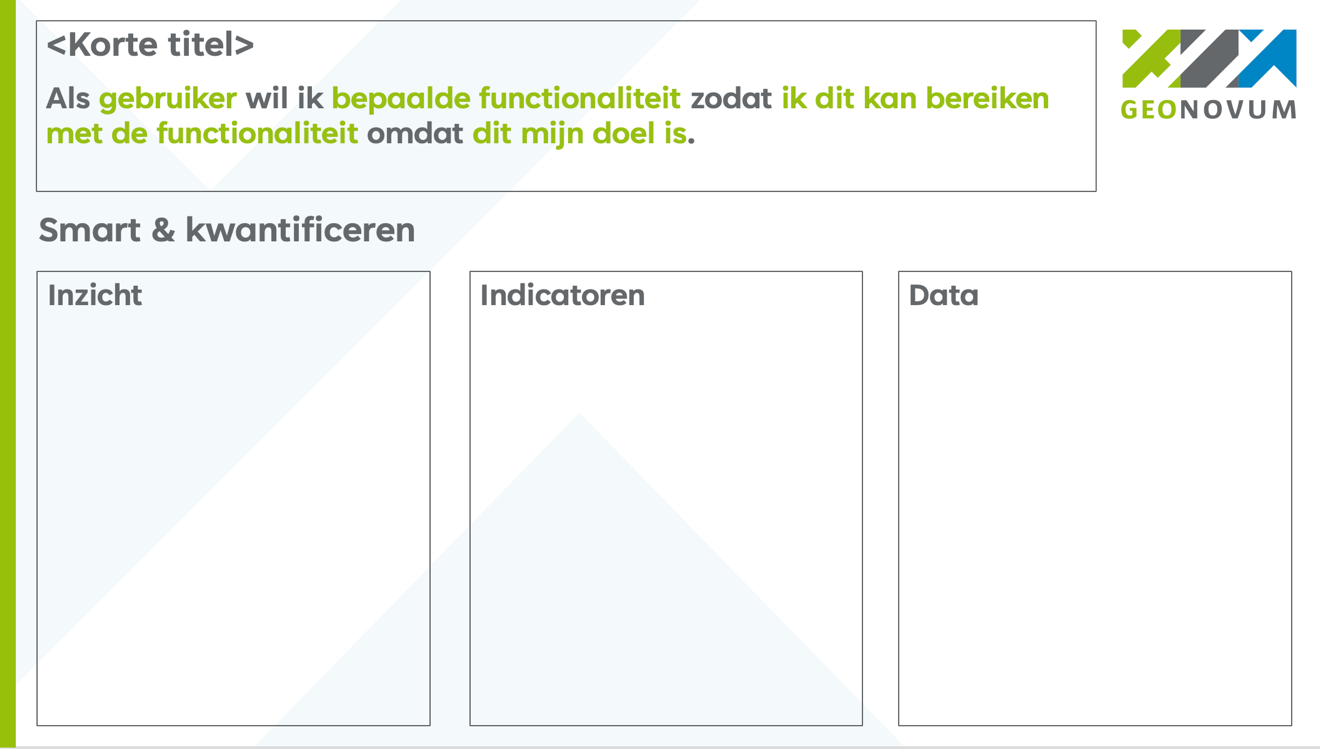 <Korte titel>
Als gebruiker wil ik bepaalde functionaliteit zodat ik dit kan bereiken
met de functionaliteit omdat dit mijn doel is.
GEONOVUM
Smart & kwantificeren
Inzicht
Indicatoren
Data